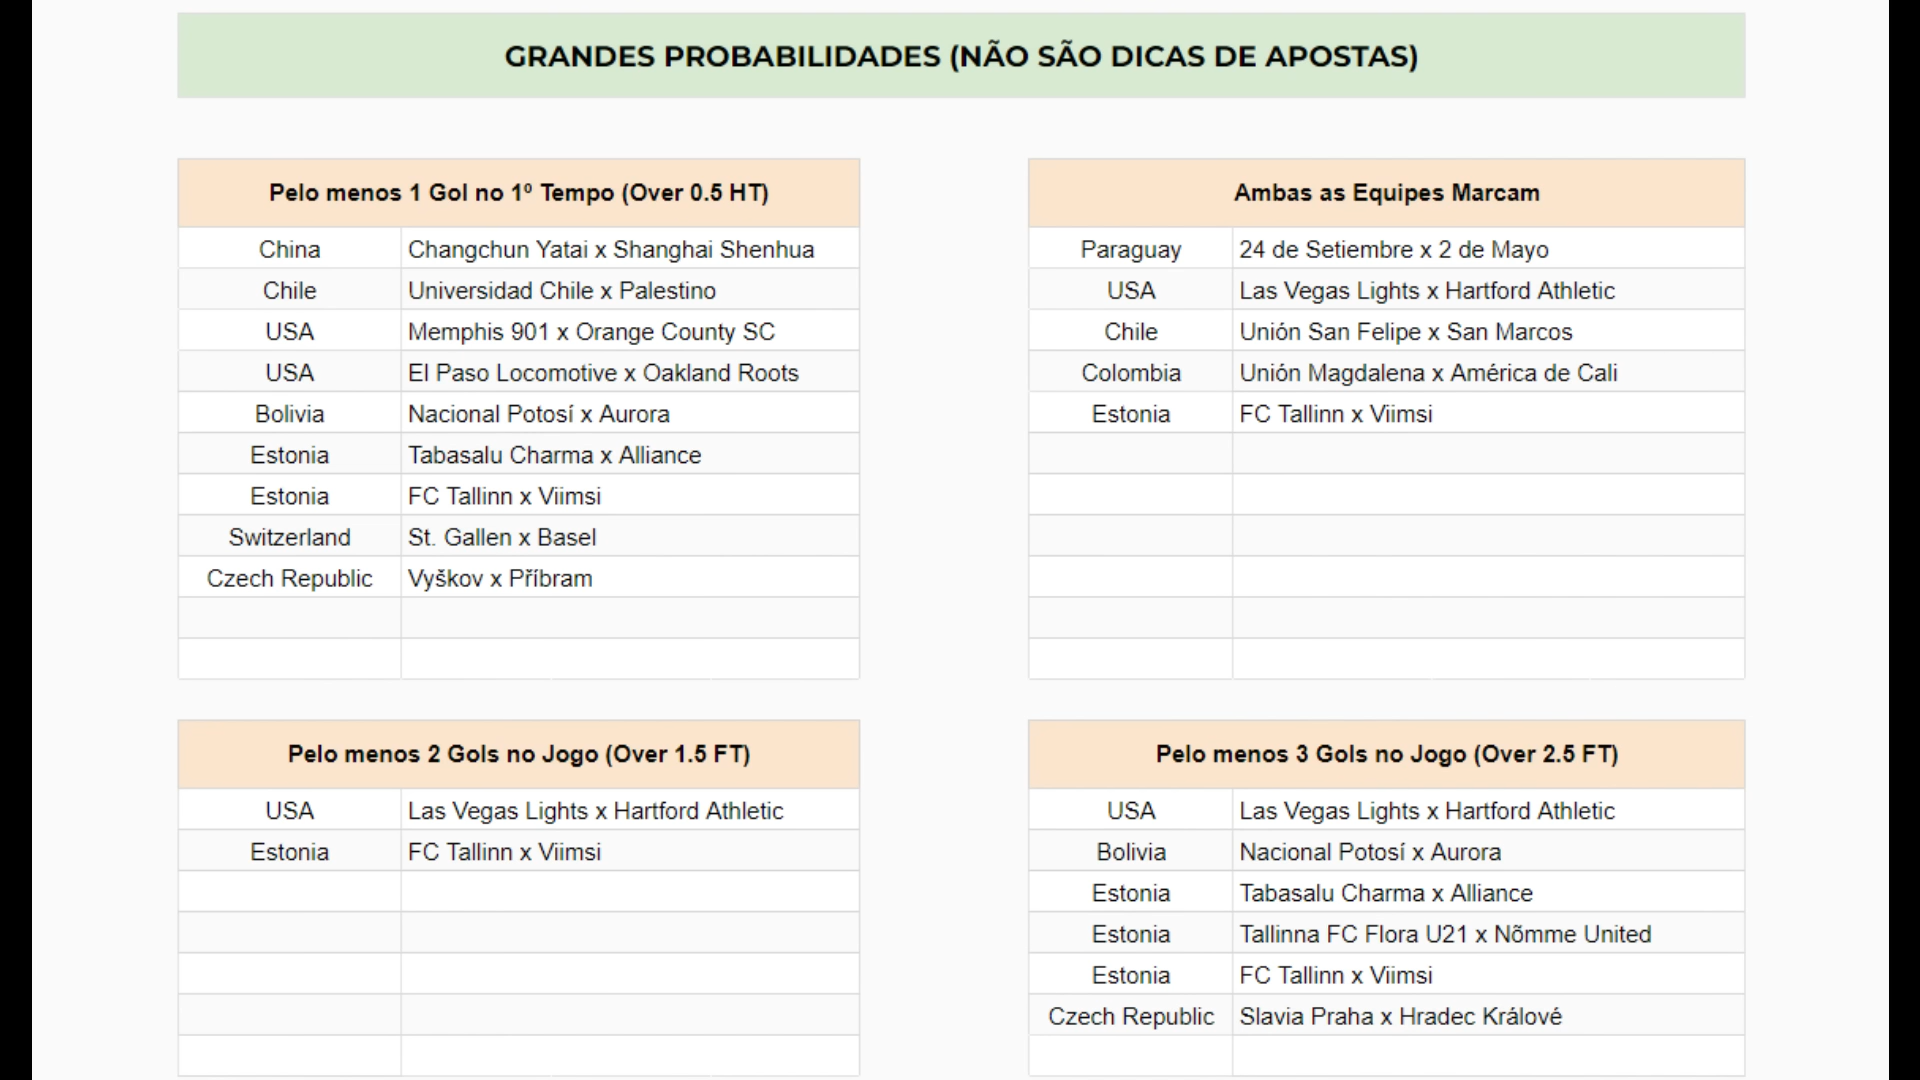 GRANDES PROBABILIDADES (NÃO SÃO DICAS DE APOSTAS)
Pelo menos 1 Gol no 1º Tempo (Over 0.5 HT)
China Changchun Yatai x Shanghai Shenhua
Chile Universidad Chile x Palestino
USA Memphis 901 x Orange County SC
USA El Paso Locomotive x Oakland Roots
Bolivia Nacional Potosí x Aurora
Estonia Tabasalu Charma x Alliance
Estonia FC Tallinn x Viimsi
Switzerland St. Gallen x Basel
Czech Republic Vyškov x Příbram
Ambas as Equipes Marcam
Paraguay 24 de Setiembre x 2 de Mayo
USA Las Vegas Lights x Hartford Athletic
Chile Unión San Felipe x San Marcos
Colombia Unión Magdalena x América de Cali
Estonia FC Tallinn x Viimsi
Pelo menos 2 Gols no Jogo (Over 1.5 FT)
USA Las Vegas Lights x Hartford Athletic
Estonia FC Tallinn x Viimsi
Pelo menos 3 Gols no Jogo (Over 2.5 FT)
USA Las Vegas Lights x Hartford Athletic
Bolivia Nacional Potosí x Aurora
Estonia Tabasalu Charma x Alliance
Estonia Tallinna FC Flora U21 x Nõmme United
Estonia FC Tallinn x Viimsi
Czech Republic Slavia Praha x Hradec Králové